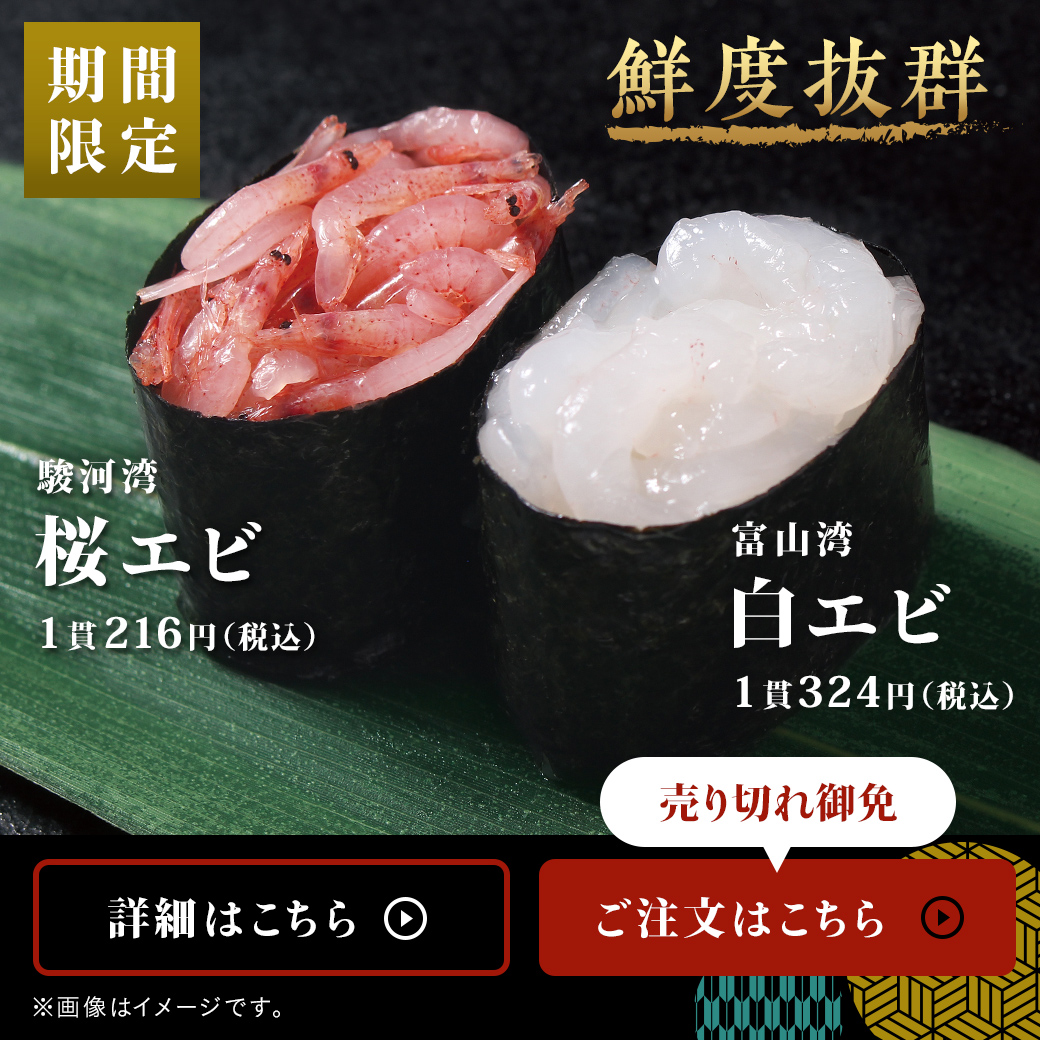 期間
限定
鮮度抜群
駿河湾
桜エビ
1貫216円(税込)
富山湾
白エビ
1貫324円(税込)
売り切れ御免
詳細はこちら
ご注文はこちら
※画像はイメージです。